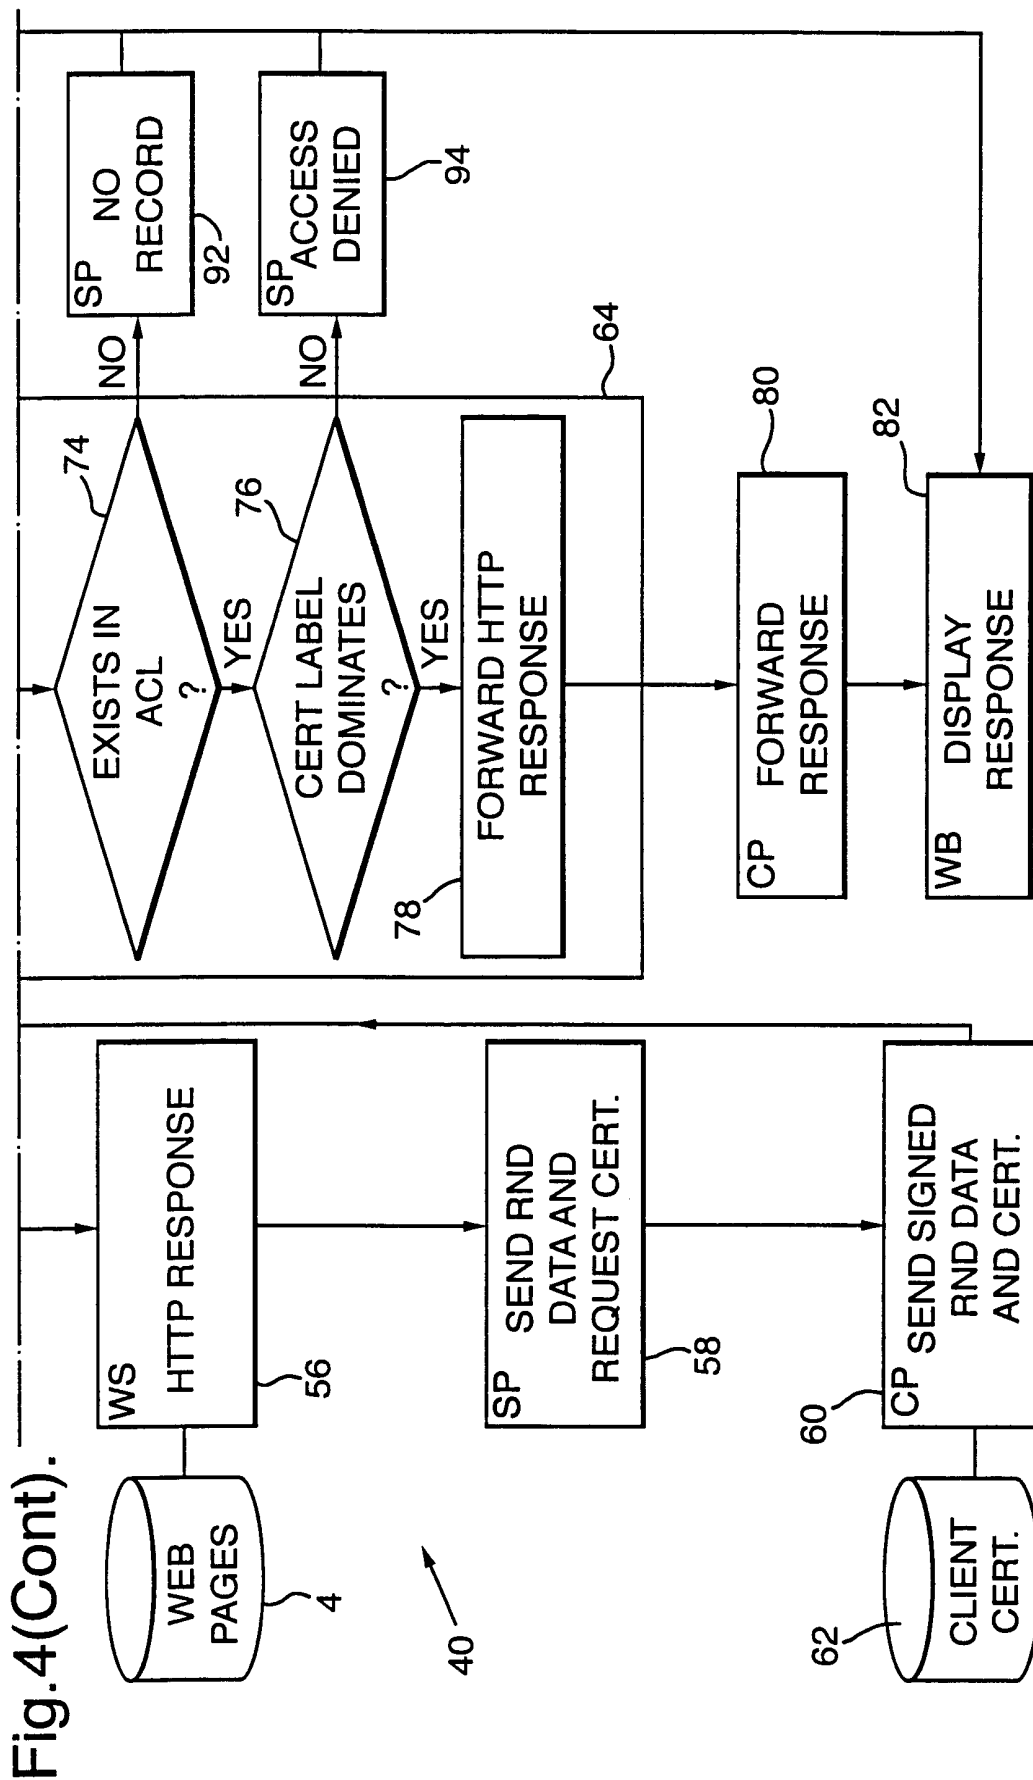 Fig.4(Cont).
WEB
PAGES
4
WS
HTTP RESPONSE
56
40
SP
SEND RND
DATA AND
REQUEST CERT.
58
CLIENT
CERT.
62
60
CP
SEND SIGNED
RND DATA
AND CERT.
EXISTS IN
ACL
?
74
NO
YES
SP
NO
RECORD
92
CERT LABEL
DOMINATES
?
76
NO
YES
SP
ACCESS
DENIED
94
FORWARD HTTP
RESPONSE
78
64
CP
FORWARD
RESPONSE
80
WB
DISPLAY
RESPONSE
82